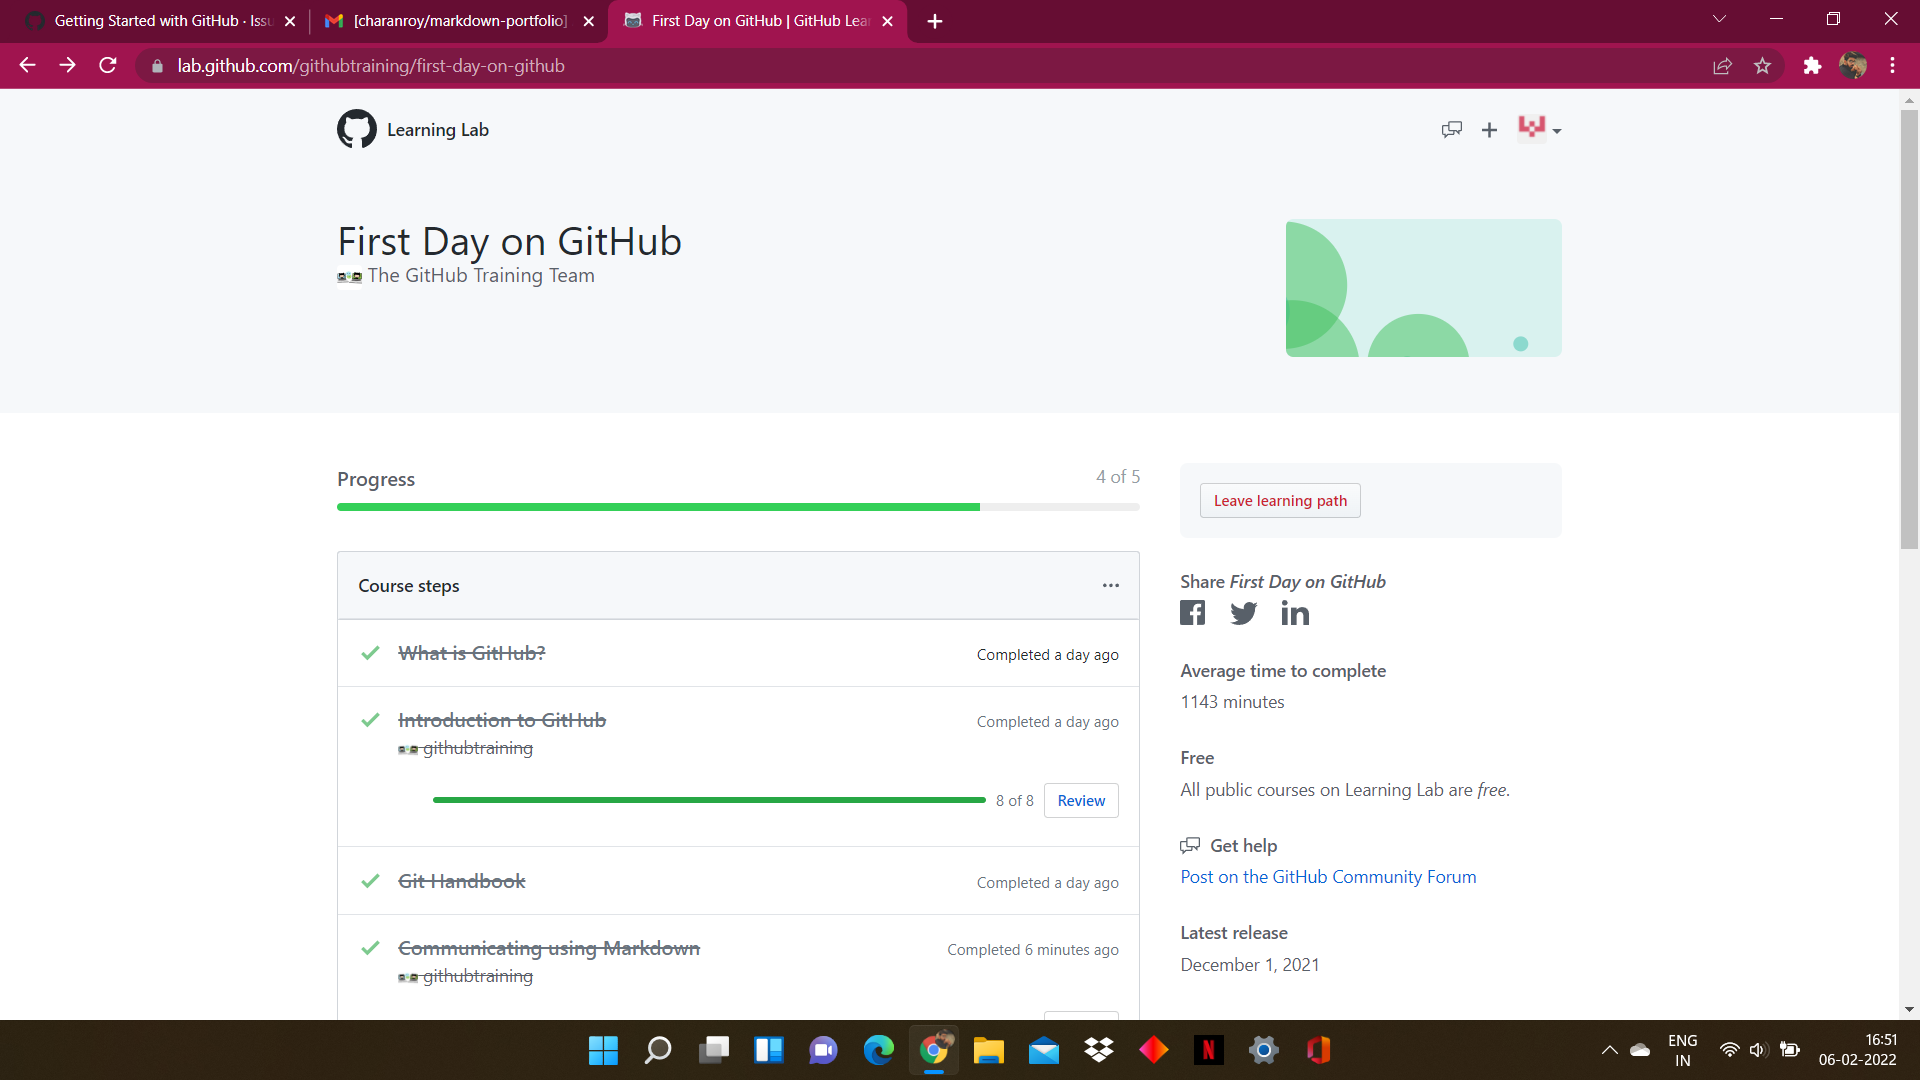 Getting Started with GitHub · Iss
[charanroy/markdown-portfolio]
First Day on GitHub | GitHub Lea
lab.github.com/githubtraining/first-day-on-github
Learning Lab
First Day on GitHub
The GitHub Training Team
Progress
4 of 5
Leave learning path
Course steps
Share First Day on GitHub
What is GitHub?
Completed a day ago
Average time to complete
1143 minutes
Introduction to GitHub
Completed a day ago
githubtraining
8 of 8
Review
Free
All public courses on Learning Lab are free.
Get help
Post on the GitHub Community Forum
Git Handbook
Completed a day ago
Communicating using Markdown
Completed 6 minutes ago
githubtraining
Latest release
December 1, 2021
N
ENG
IN
16:51
06-02-2022